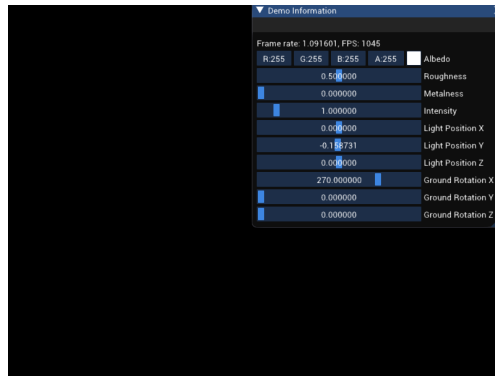 Demo Information
Frame rate: 1.091601, FPS: 1045
R:255 G:255 B:255 A:255 Albedo
0.500000 Roughness
0.000000 Metalness
1.000000 Intensity
0.000000 Light Position X
-0.158731 Light Position Y
0.000000 Light Position Z
270.000000 Ground Rotation X
0.000000 Ground Rotation Y
0.000000 Ground Rotation Z